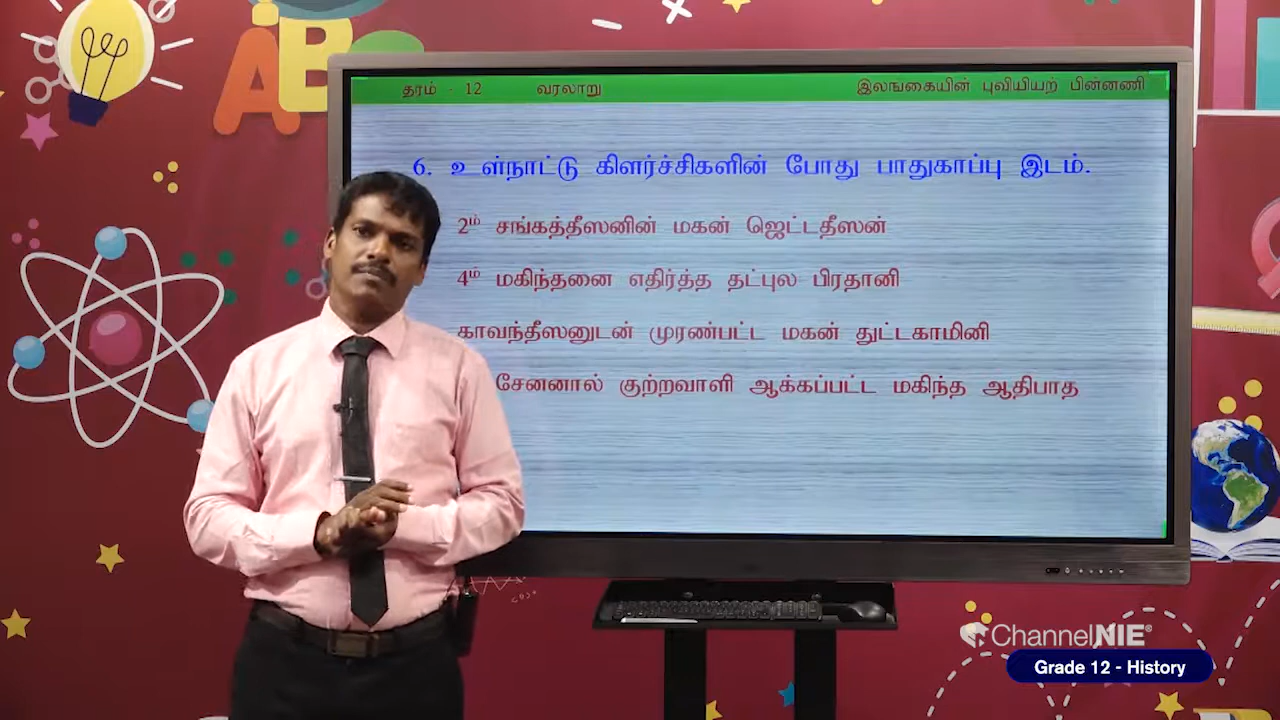 ABC
தரம் - 12 வரலாறு இலங்கையின் புவியியற் பின்னணி
6. உள்நாட்டு கிளர்ச்சிகளின் போது பாதுகாப்பு இடம்.
2ம் சங்கத்தீஸனின் மகன் ஜெட்டதீஸன்
4ம் மகிந்தனை எதிர்த்த தட்புல பிரதானி
காவந்தீஸனுடன் முரண்பட்ட மகன் துட்டகாமினி
சேனனால் குற்றவாளி ஆக்கப்பட்ட மகிந்த ஆதிபாத
ChannelNIE®
Grade 12 - History